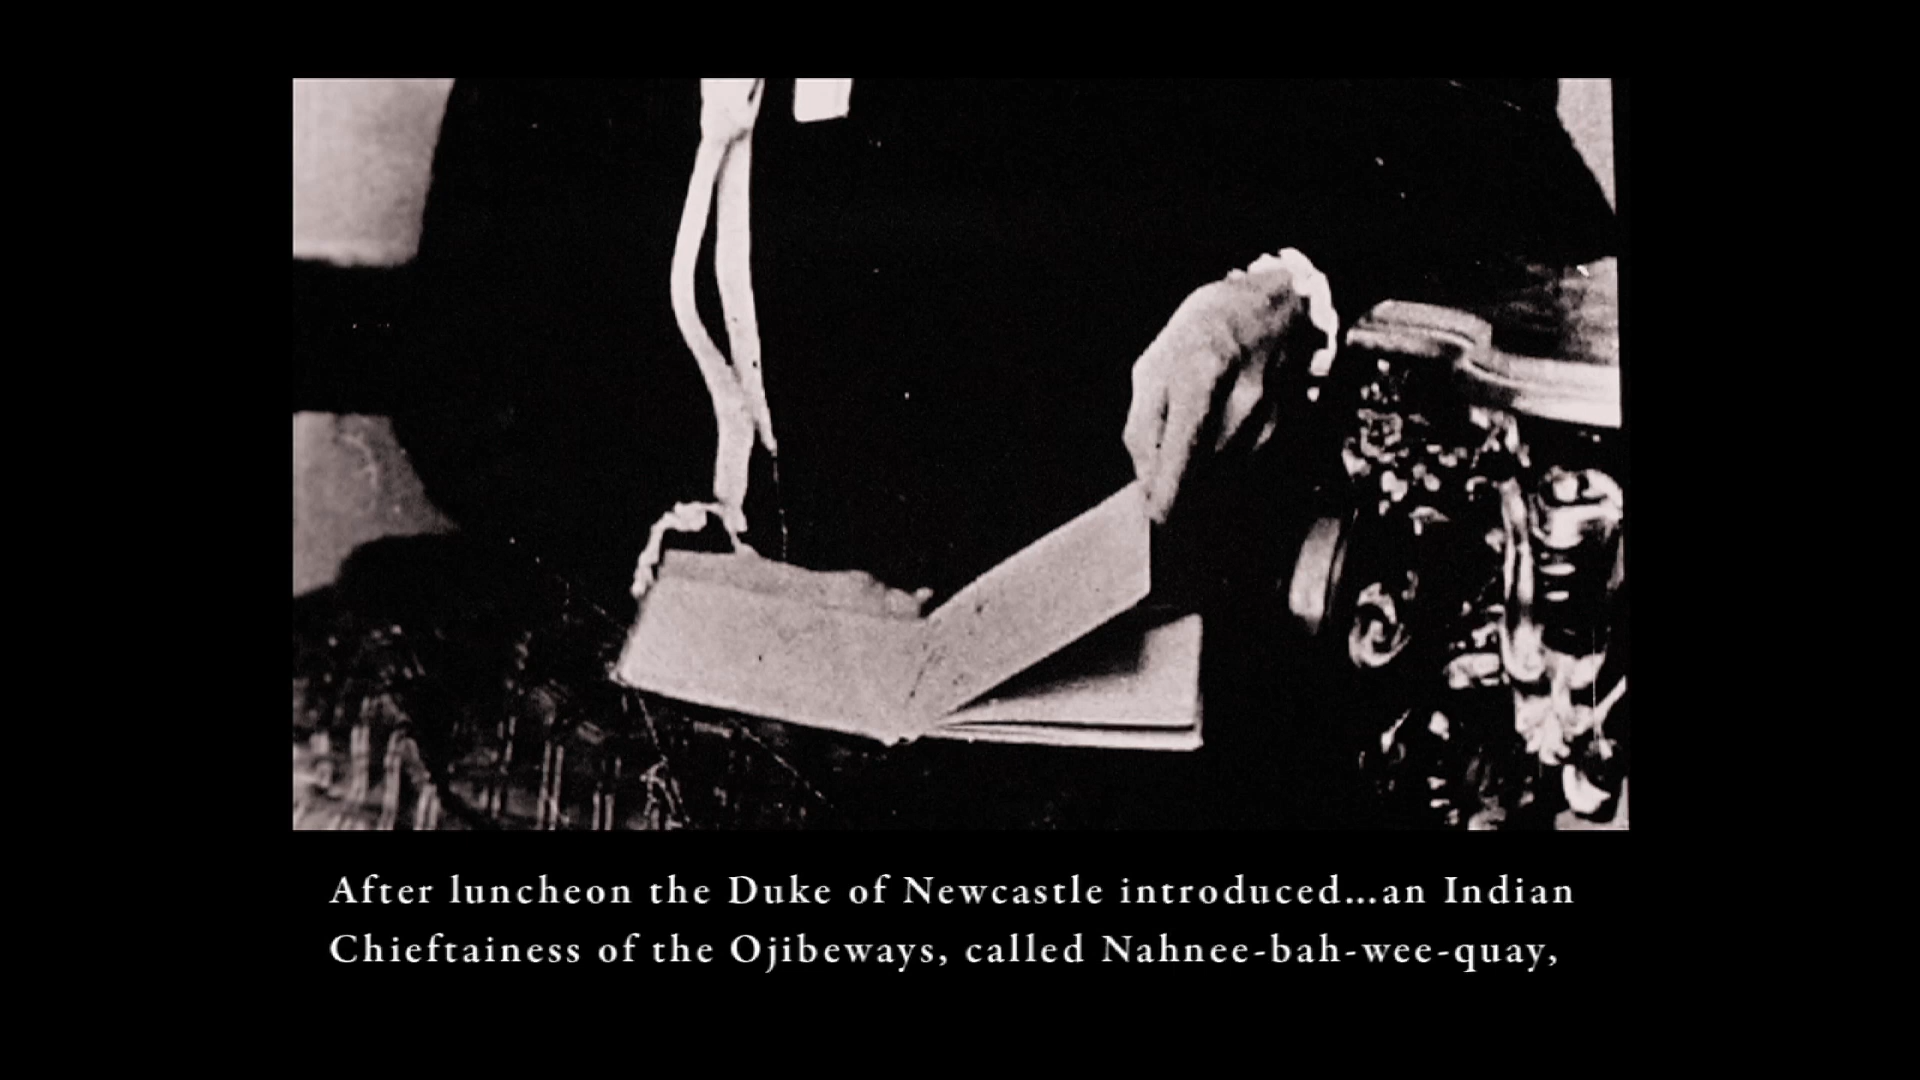 After luncheon the Duke of Newcastle introduced...an Indian
Chieftainess of the Ojibeways, called Nahnee-bah-wee-quay,